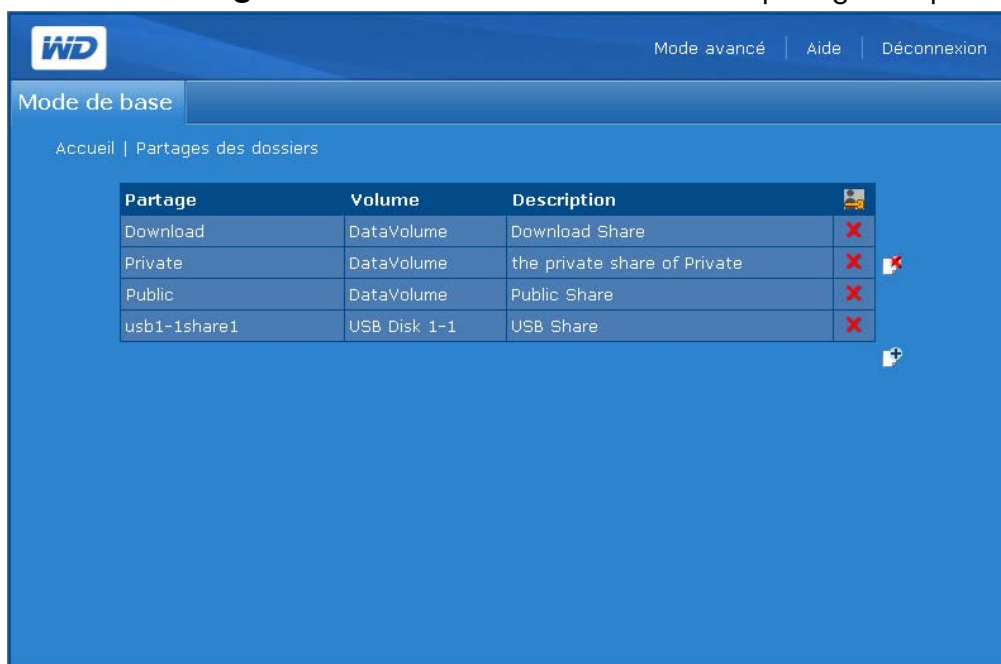 WD
Mode avancé | Aide | Déconnexion
Mode de base
Accueil | Partages des dossiers
Partage Volume Description
Download DataVolume Download Share
Private DataVolume the private share of Private
Public DataVolume Public Share
usb1-1share1 USB Disk 1-1 USB Share